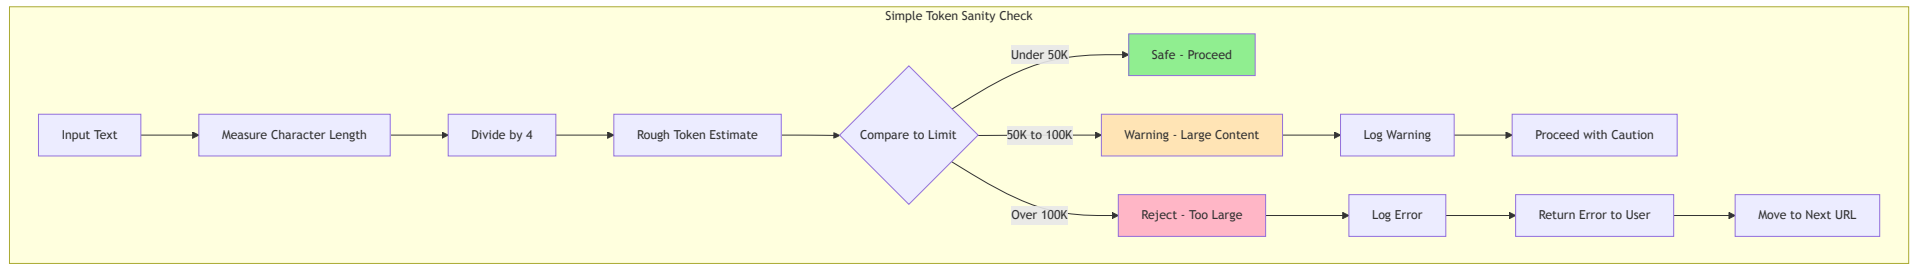 Simple Token Sanity Check
Input Text
Measure Character Length
Divide by 4
Rough Token Estimate
Compare to Limit
Under 50K
Safe - Proceed
50K to 100K
Warning - Large Content
Log Warning
Proceed with Caution
Over 100K
Reject - Too Large
Log Error
Return Error to User
Move to Next URL